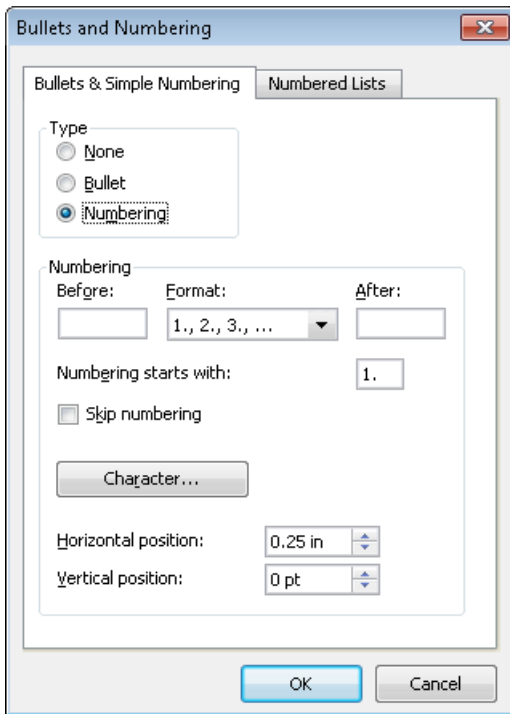 Bullets and Numbering
Bullets & Simple Numbering Numbered Lists
Type
None
Bullet
Numbering
Numbering
Before: Format: After:
1., 2., 3., ...
Numbering starts with: 1.
Skip numbering
Character...
Horizontal position: 0.25 in
Vertical position: 0 pt
OK Cancel